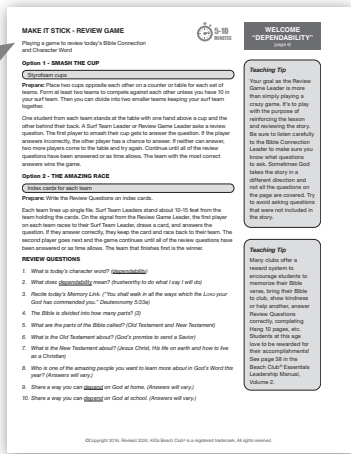 MAKE IT STICK - REVIEW GAME
Playing a game to review today's Bible Connection
and Character Word
5-10
MINUTES
WELCOME
"DEPENDABILITY"
(page 4)
Option 1 - SMASH THE CUP
Styrofoam cups
Prepare: Place two cups opposite each other on a counter or table for each set of
teams. Form at least two teams to compete against each other unless you have 10 in
your surf team. Then you can divide into two smaller teams keeping your surf team
together.
One student from each team stands at the table with one hand above a cup and the
other behind their back. A Surf Team Leader or Review Game Leader asks a review
question. The first player to smash their cup gets to answer the question. If the player
answers incorrectly, the other player has a chance to answer. If neither can answer,
two more players come to the table and try again. Continue until all of the review
questions have been answered or as time allows. The team with the most correct
answers wins the game.
Option 2 - THE AMAZING RACE
Index cards for each team
Prepare: Write the Review Questions on index cards.
Each team lines up single file. Surf Team Leaders stand about 10-15 feet from the
team holding the cards. On the signal from the Review Game Leader, the first player
on each team races to their Surf Team Leader, draws a card, and answers the
question. If they answer correctly, they keep the card and race back to their team. The
second player goes next and the game continues until all of the review questions have
been answered or as time allows. The team that finishes first is the winner.
REVIEW QUESTIONS
1. What is today's character word? (dependability)
2. What does dependability mean? (trustworthy to do what I say I will do)
3. Recite today's Memory Link. ("You shall walk in all the ways which the LORD your
God has commanded you." Deuteronomy 5:33a)
4. The Bible is divided into how many parts? (2)
5. What are the parts of the Bible called? (Old Testament and New Testament)
6. What is the Old Testament about? (God's promise to send a Savior)
7. What is the New Testament about? (Jesus Christ, His life on earth and how to live
as a Christian)
8. Who is one of the amazing people you want to learn more about in God's Word this
year? (Answers will vary.)
9. Share a way you can depend on God at home. (Answers will vary.)
10. Share a way you can depend on God at school. (Answers will vary.)
Teaching Tip
Your goal as the Review
Game Leader is more
than simply playing a
crazy game. It's to play
with the purpose of
reinforcing the lesson
and reviewing the story.
Be sure to listen carefully
to the Bible Connection
Leader to make sure you
know what questions
to ask. Sometimes God
takes the story in a
different direction and
not all the questions on
the page are covered. Try
to avoid asking questions
that were not included in
the story.
Teaching Tip
Many clubs offer a
reward system to
encourage students to
memorize their Bible
verse, bring their Bible
to club, show kindness
or help another, answer
Review Questions
correctly, completing
Hang 10 pages, etc.
Students at this age
love to be rewarded for
their accomplishments!
See page 38 in the
Beach Club® Essentials
Leadership Manual,
Volume 2.
©Copyright 2016. Revised 2024. KiDs Beach Club® is a registered trademark. All rights reserved.